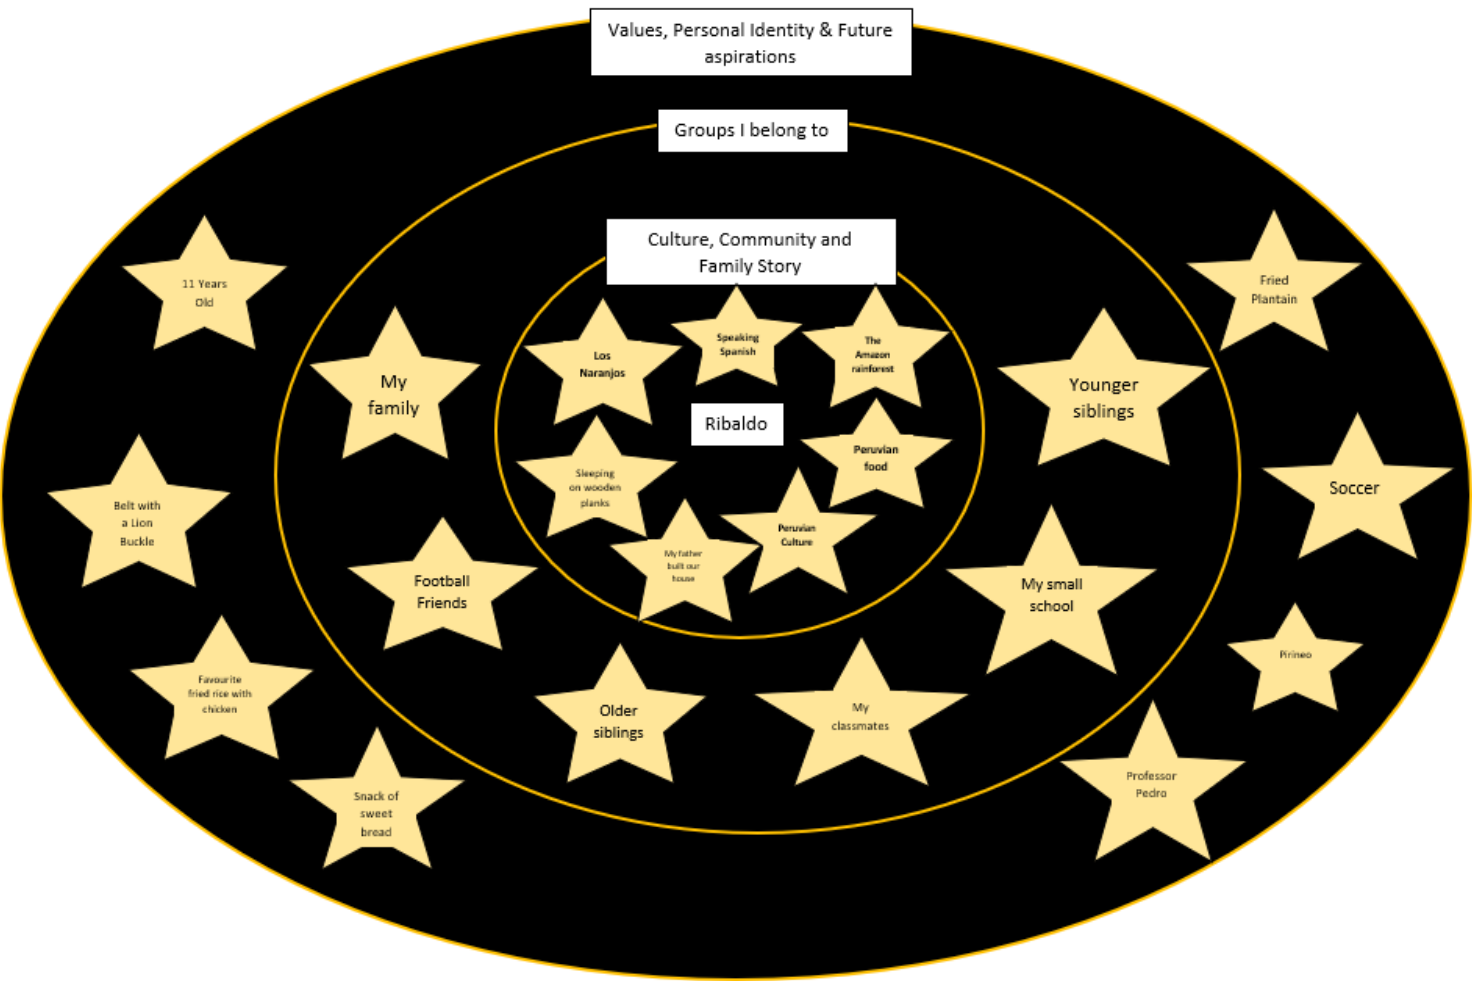 Values, Personal Identity & Future
aspirations
Groups I belong to
Culture, Community and
Family Story
11 Years
Old
Fried
Plantain
My
family
Los
Naranjos
Speaking
Spanish
The
Amazon
rainforest
Younger
siblings
Ribaldo
Sleeping
on wooden
planks
Peruvian
food
Soccer
Belt with
a Lion
Buckle
My father
built our
house
Peruvian
Culture
Football
Friends
My small
school
Favourite
fried rice with
chicken
Pirineo
Older
siblings
My
classmates
Snack of
sweet
bread
Professor
Pedro